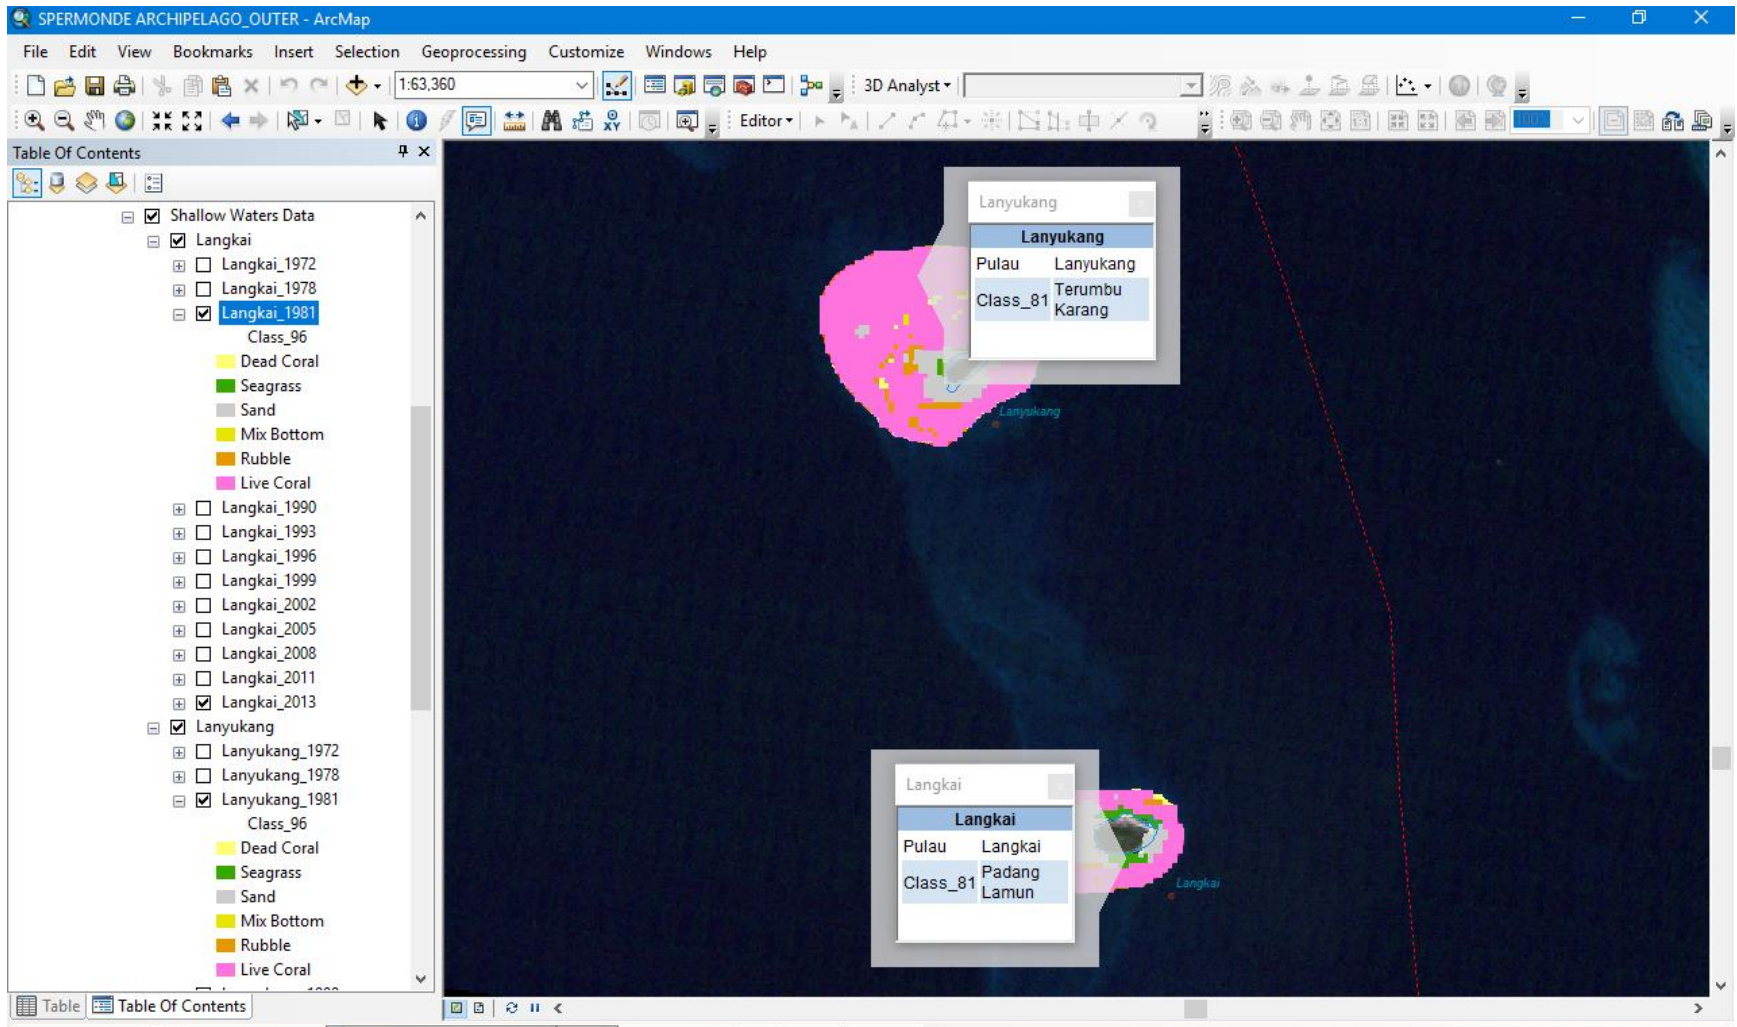 SPERMONDE ARCHIPELAGO_OUTER - ArcMap
File Edit View Bookmarks Insert Selection Geoprocessing Customize Windows Help
1:63,360
3D Analyst
Editor
100%
Table Of Contents
Shallow Waters Data
Langkai
Langkai_1972
Langkai_1978
Langkai_1981
Class_96
Dead Coral
Seagrass
Sand
Mix Bottom
Rubble
Live Coral
Langkai_1990
Langkai_1993
Langkai_1996
Langkai_1999
Langkai_2002
Langkai_2005
Langkai_2008
Langkai_2011
Langkai_2013
Lanyukang
Lanyukang_1972
Lanyukang_1978
Lanyukang_1981
Class_96
Dead Coral
Seagrass
Sand
Mix Bottom
Rubble
Live Coral
Table Table Of Contents
Lanyukang
Lanyukang
Pulau Lanyukang
Class_81 Terumbu
Karang
Lanyukang
Langkai
Langkai
Pulau Langkai
Class_81 Padang
Lamun
Langkai